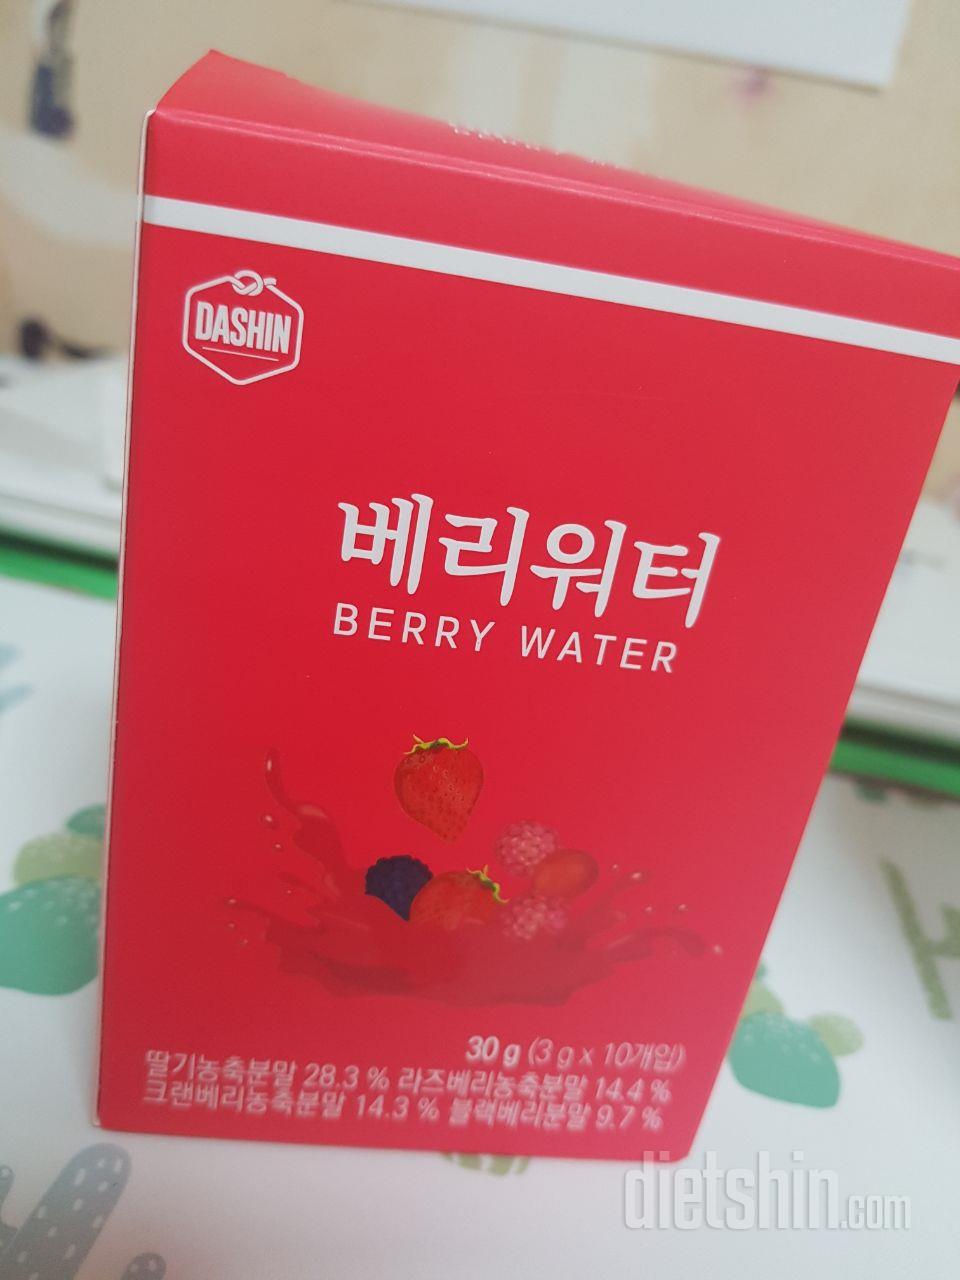 DASHIN
베리워터
BERRY WATER
30 g (3 g x 10개입)
딸기농축분말 28.3 % 라즈베리농축분말 14.4 %
크랜베리농축분말 14.3 % 블랙베리분말 9.7 %
dietshin.com